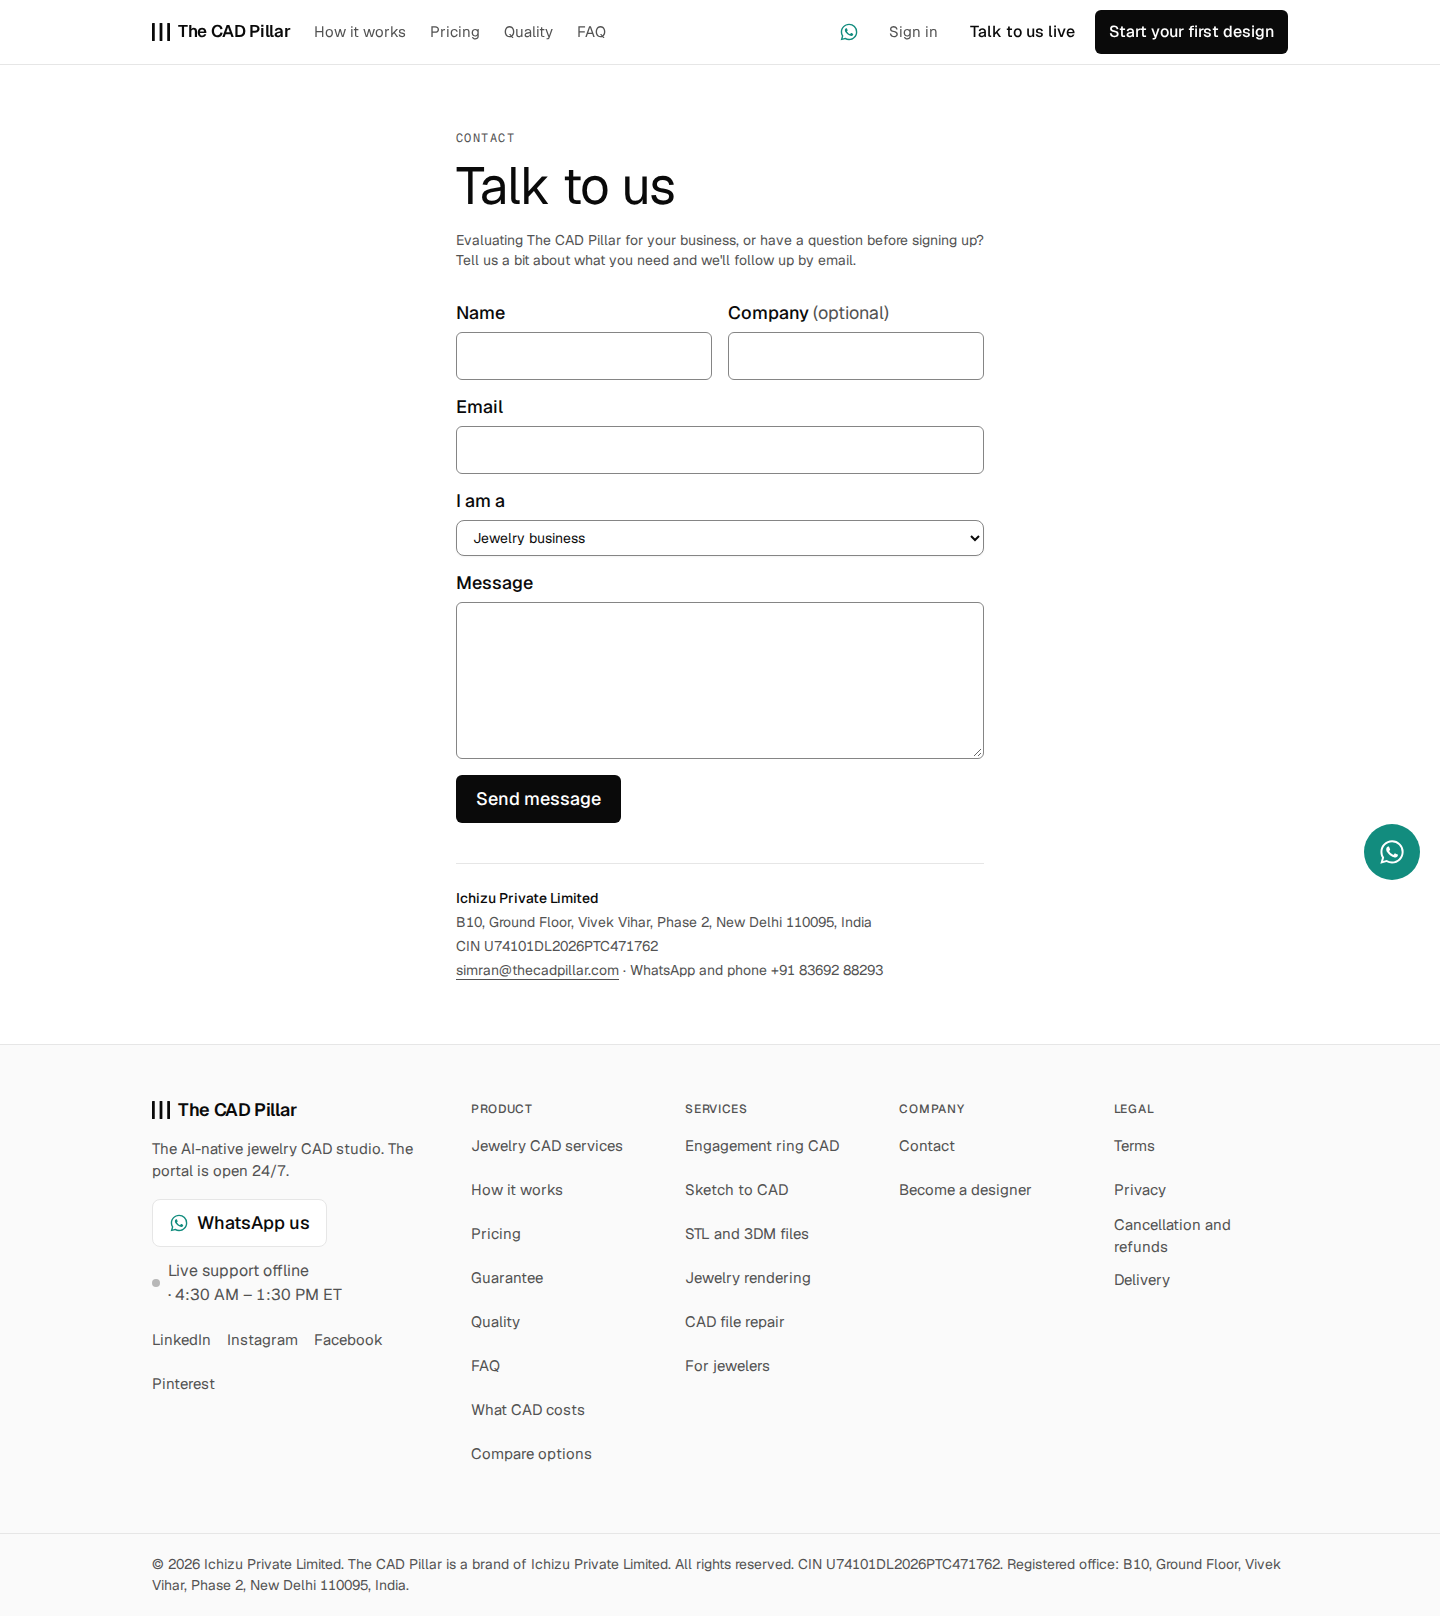 The CAD Pillar How it works Pricing Quality FAQ Sign in Talk to us live Start your first design
CONTACT
Talk to us
Evaluating The CAD Pillar for your business, or have a question before signing up?
Tell us a bit about what you need and we'll follow up by email.
Name Company (optional)
Email
I am a
Jewelry business
Message
Send message
Ichizu Private Limited
B10, Ground Floor, Vivek Vihar, Phase 2, New Delhi 110095, India
CIN U74101DL2026PTC471762
simran@thecadpillar.com · WhatsApp and phone +91 83692 88293
The CAD Pillar
The AI-native jewelry CAD studio. The
portal is open 24/7.
WhatsApp us
Live support offline
· 4:30 AM – 1:30 PM ET
LinkedIn Instagram Facebook
Pinterest
PRODUCT
Jewelry CAD services
How it works
Pricing
Guarantee
Quality
FAQ
What CAD costs
Compare options
SERVICES
Engagement ring CAD
Sketch to CAD
STL and 3DM files
Jewelry rendering
CAD file repair
For jewelers
COMPANY
Contact
Become a designer
LEGAL
Terms
Privacy
Cancellation and
refunds
Delivery
© 2026 Ichizu Private Limited. The CAD Pillar is a brand of Ichizu Private Limited. All rights reserved. CIN U74101DL2026PTC471762. Registered office: B10, Ground Floor, Vivek
Vihar, Phase 2, New Delhi 110095, India.